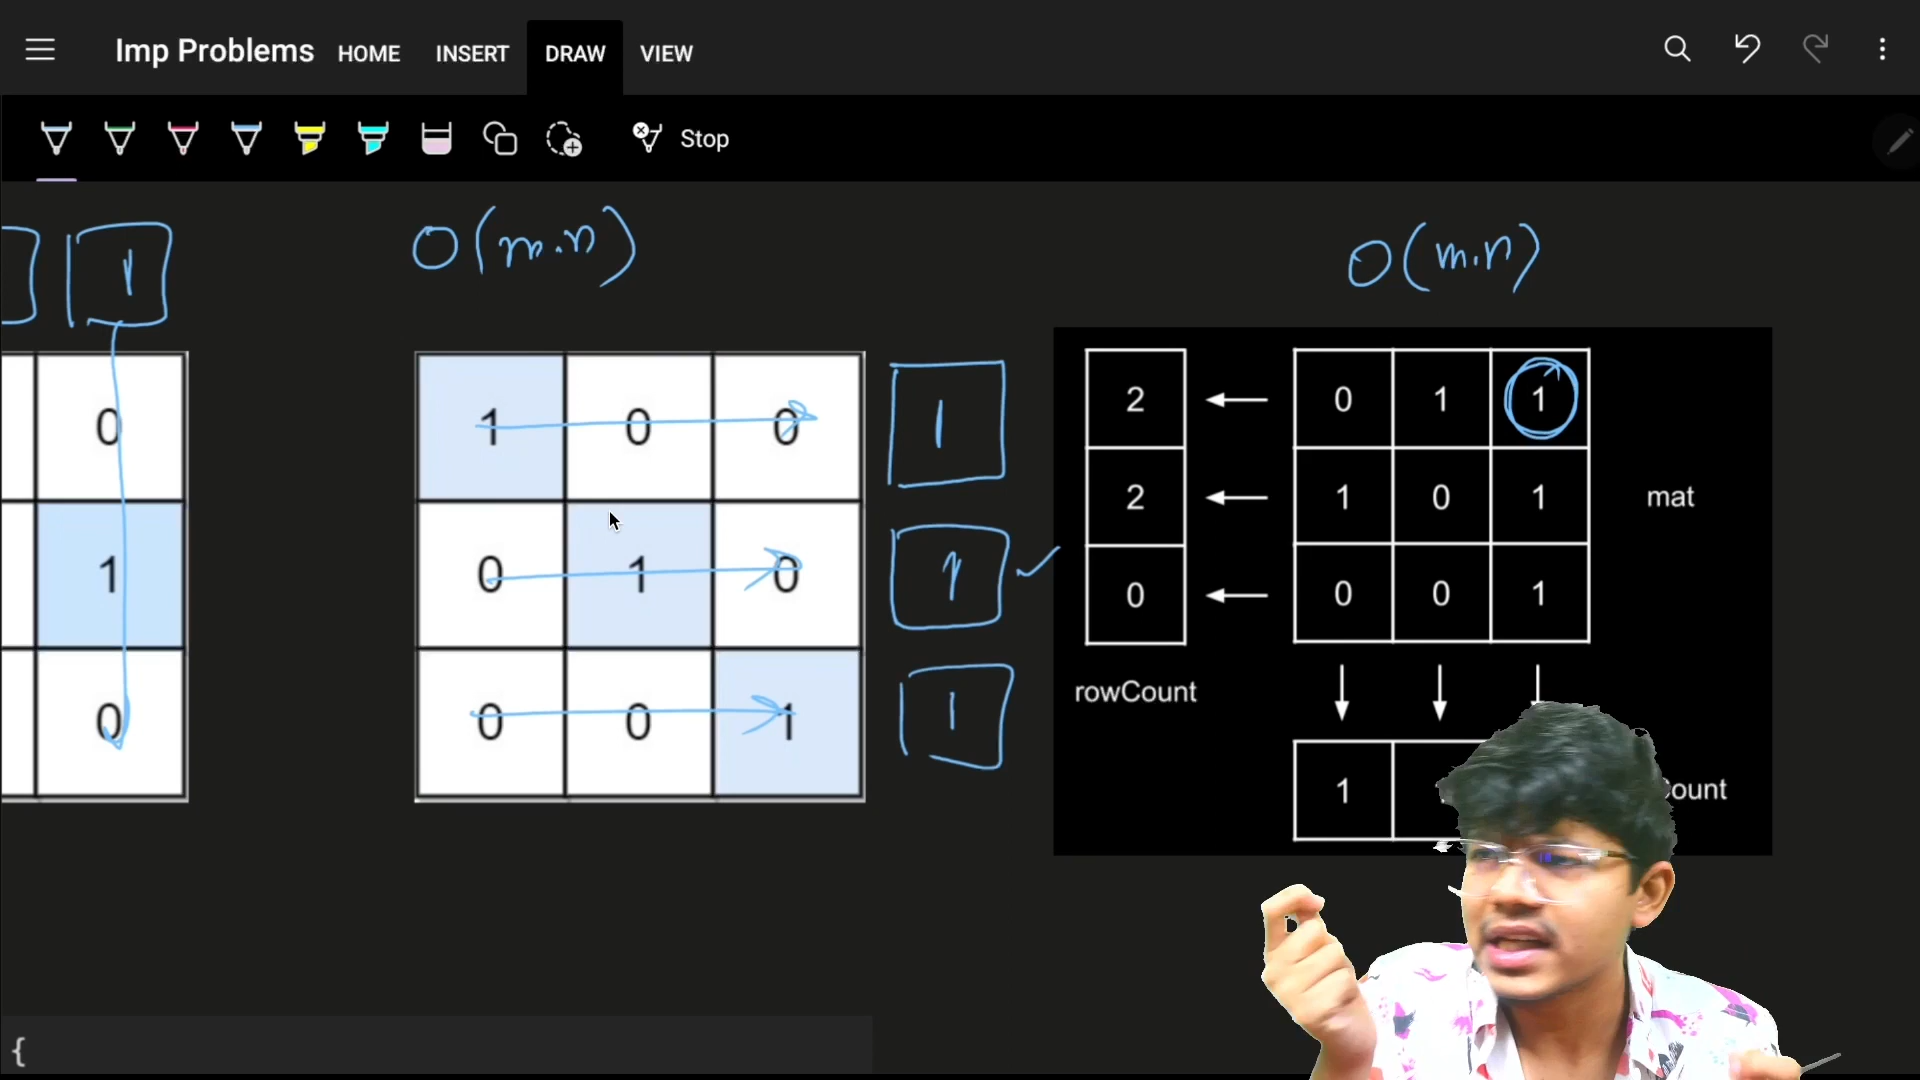 Imp Problems HOME INSERT DRAW VIEW
Stop
1
O(m.n)
O(m.n)
0
1 0 0
1
2 0 1 1
1
0 1 0
1
2 1 0 1 mat
0
0 0 1
1
0 0 0 1
rowCount
1 ount
{